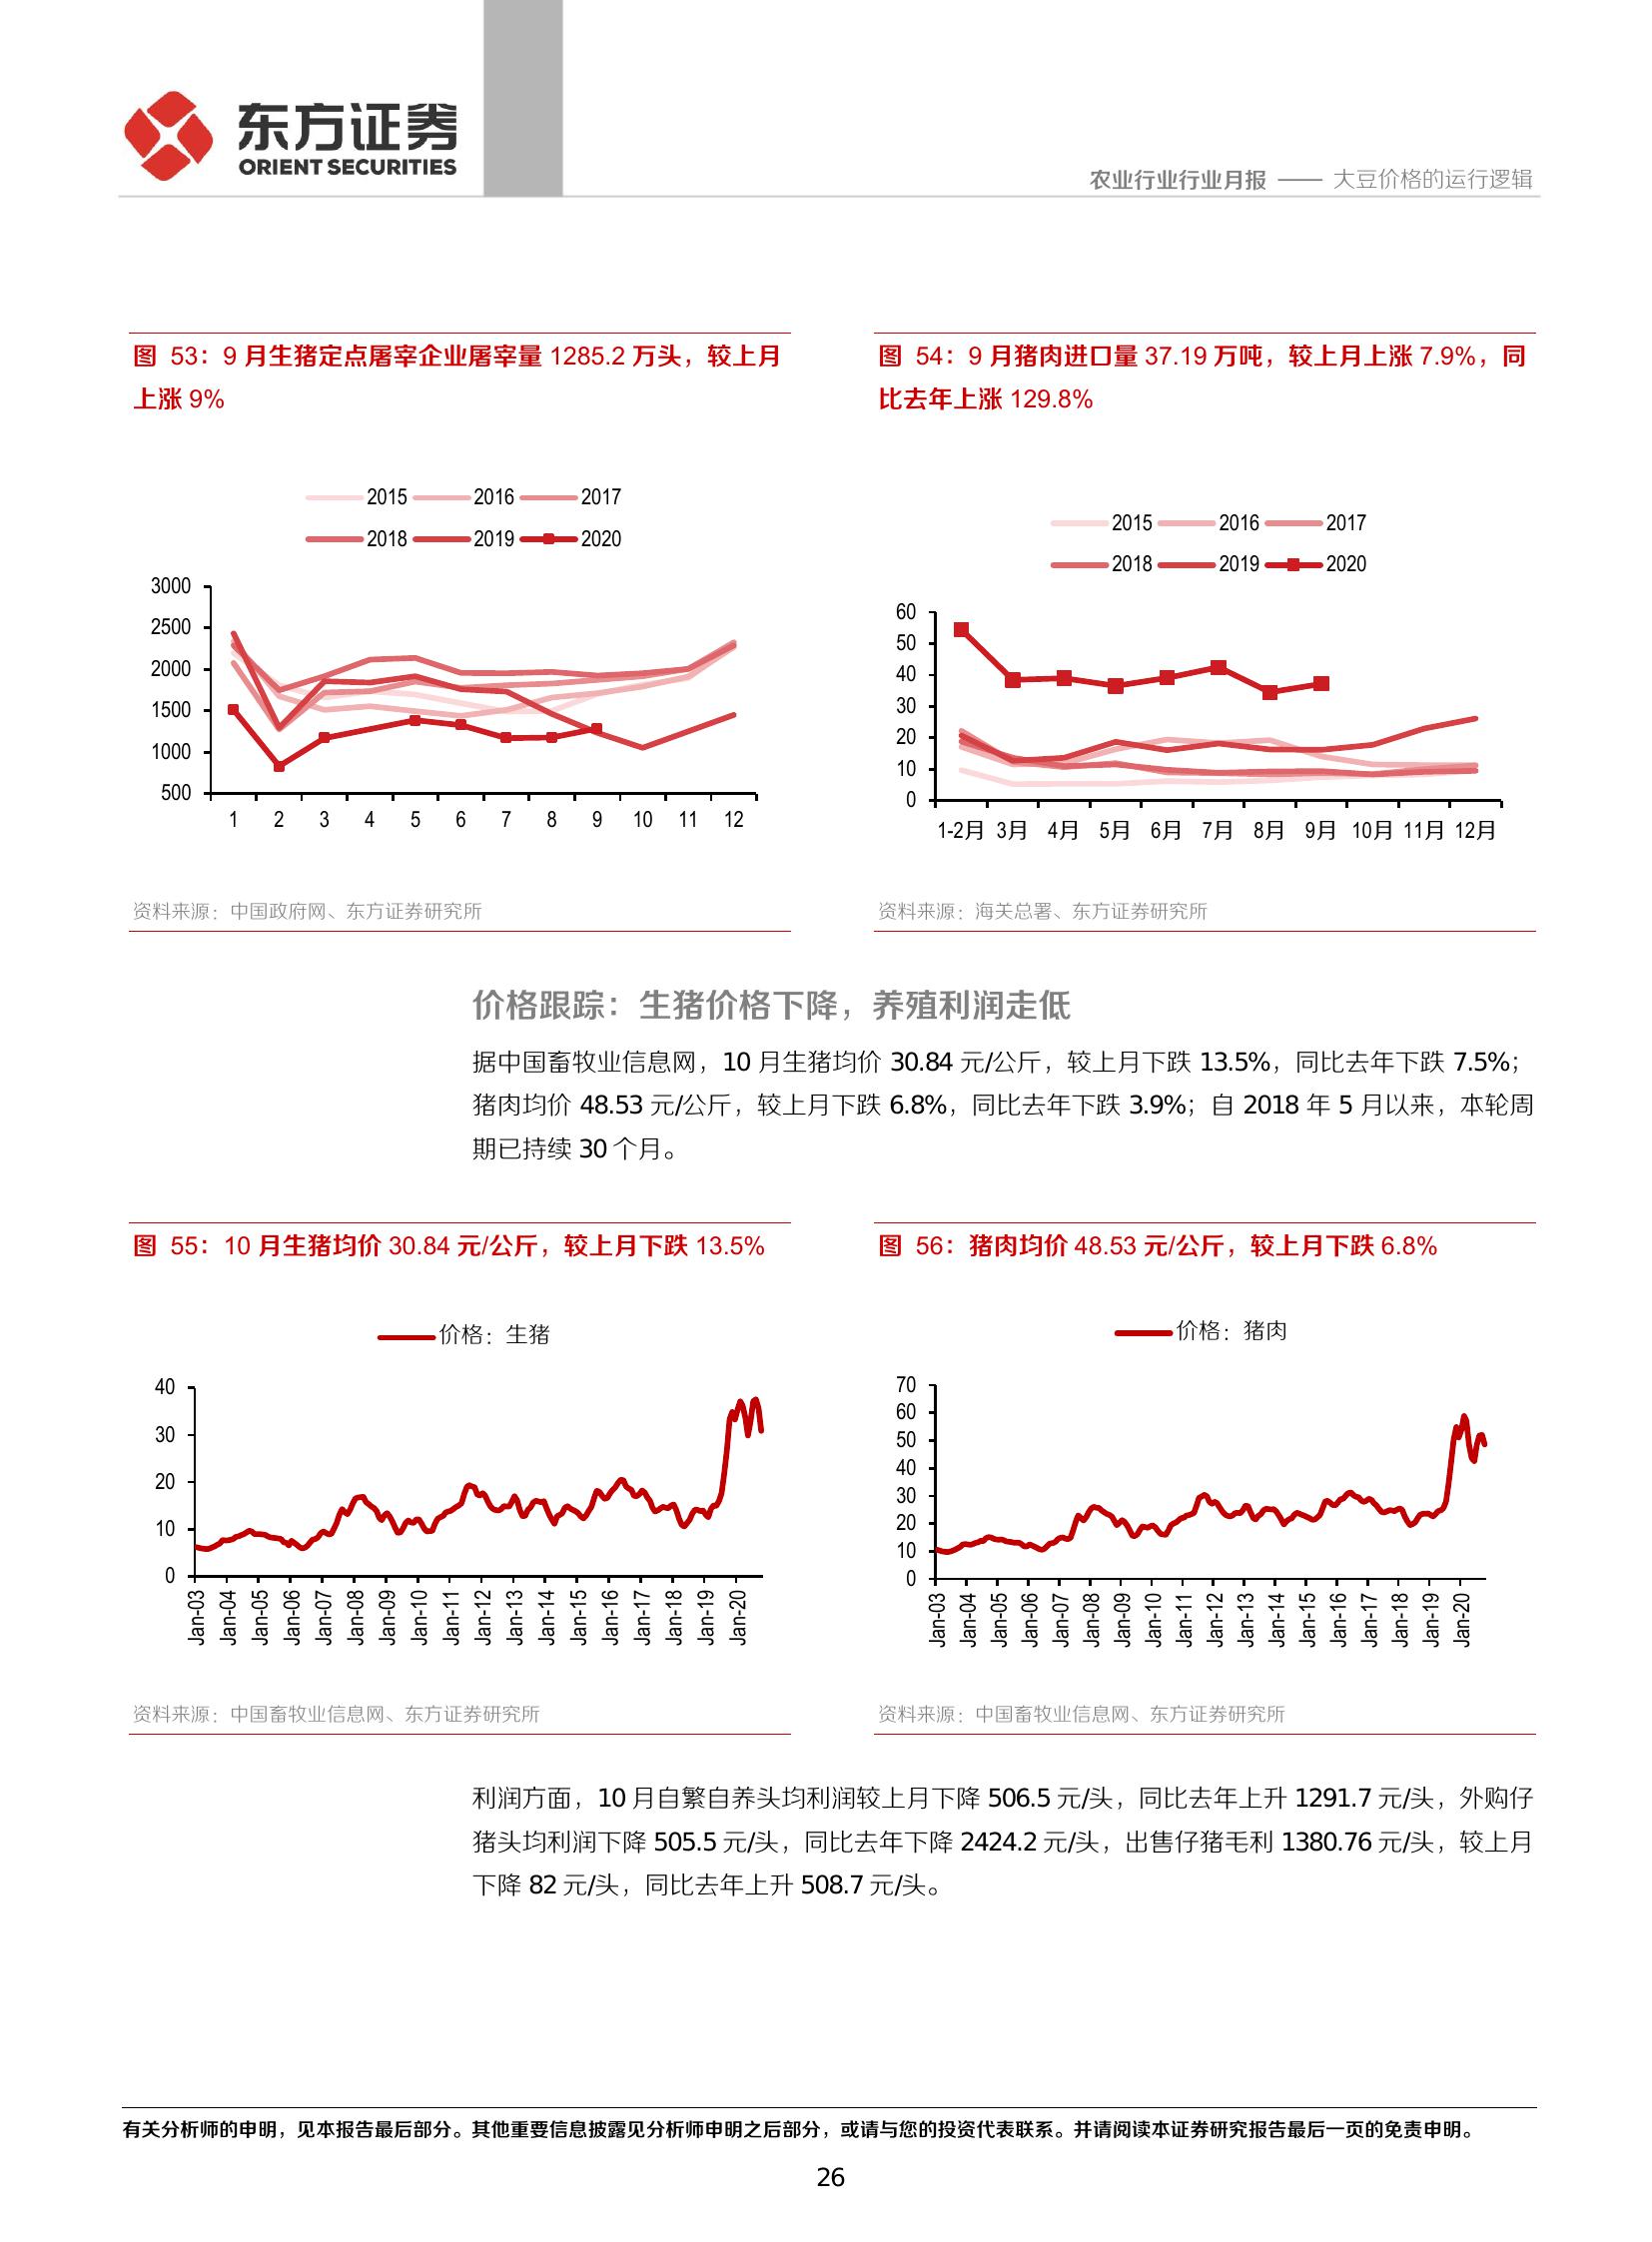 东方证券
ORIENT SECURITIES
农业行业行业月报 —— 大豆价格的运行逻辑
图 53：9 月生猪定点屠宰企业屠宰量 1285.2 万头，较上月
上涨 9%
2015 2016 2017
2018 2019 2020
3000
2500
2000
1500
1000
500
1 2 3 4 5 6 7 8 9 10 11 12
资料来源：中国政府网、东方证券研究所
图 54：9 月猪肉进口量 37.19 万吨，较上月上涨 7.9%，同
比去年上涨 129.8%
2015 2016 2017
2018 2019 2020
60
50
40
30
20
10
0
1-2月 3月 4月 5月 6月 7月 8月 9月 10月 11月 12月
资料来源：海关总署、东方证券研究所
价格跟踪：生猪价格下降，养殖利润走低
据中国畜牧业信息网，10 月生猪均价 30.84 元/公斤，较上月下跌 13.5%，同比去年下跌 7.5%；
猪肉均价 48.53 元/公斤，较上月下跌 6.8%，同比去年下跌 3.9%；自 2018 年 5 月以来，本轮周
期已持续 30 个月。
图 55：10 月生猪均价 30.84 元/公斤，较上月下跌 13.5%
价格：生猪
40
30
20
10
0
Jan-03 Jan-04 Jan-05 Jan-06 Jan-07 Jan-08 Jan-09 Jan-10 Jan-11 Jan-12 Jan-13 Jan-14 Jan-15 Jan-16 Jan-17 Jan-18 Jan-19 Jan-20
资料来源：中国畜牧业信息网、东方证券研究所
图 56：猪肉均价 48.53 元/公斤，较上月下跌 6.8%
价格：猪肉
70
60
50
40
30
20
10
0
Jan-03 Jan-04 Jan-05 Jan-06 Jan-07 Jan-08 Jan-09 Jan-10 Jan-11 Jan-12 Jan-13 Jan-14 Jan-15 Jan-16 Jan-17 Jan-18 Jan-19 Jan-20
资料来源：中国畜牧业信息网、东方证券研究所
利润方面，10 月自繁自养头均利润较上月下降 506.5 元/头，同比去年上升 1291.7 元/头，外购仔
猪头均利润下降 505.5 元/头，同比去年下降 2424.2 元/头，出售仔猪毛利 1380.76 元/头，较上月
下降 82 元/头，同比去年上升 508.7 元/头。
有关分析师的申明，见本报告最后部分。其他重要信息披露见分析师申明之后部分，或请与您的投资代表联系。并请阅读本证券研究报告最后一页的免责申明。
26